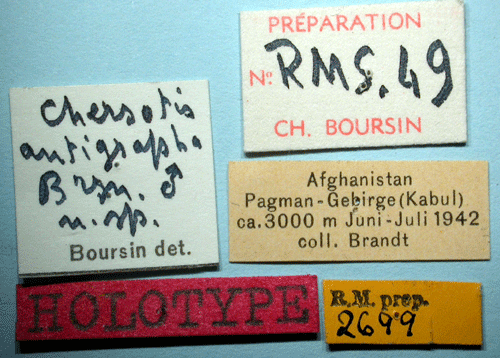 Chersotis
antigrapha
Brsn. ♂
n. sp.
Boursin det.
PRÉPARATION
No. RMS. 49
CH. BOURSIN
Afghanistan
Pagman-Gebirge (Kabul)
ca. 3000 m Juni-Juli 1942
coll. Brandt
HOLOTYPE
R.M. prep.
2699